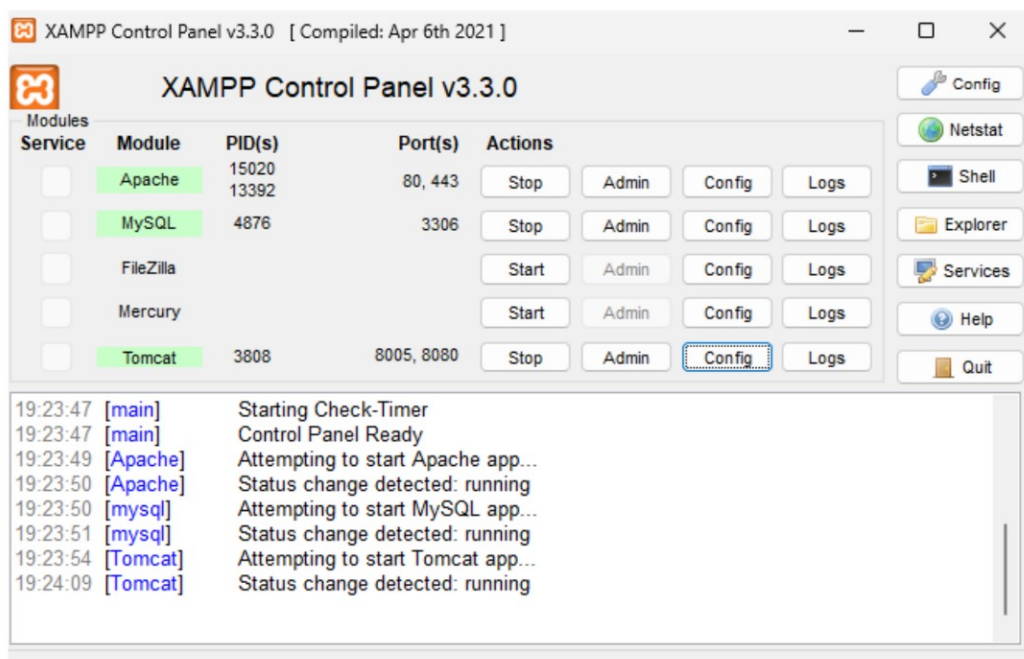 XAMPP Control Panel v3.3.0 [ Compiled: Apr 6th 2021 ]
XAMPP Control Panel v3.3.0
Config
Modules
Netstat
Service Module PID(s) Port(s) Actions
Apache 15020 13392 80, 443 Stop Admin Config Logs
Shell
MySQL 4876 3306 Stop Admin Config Logs
Explorer
FileZilla Start Admin Config Logs
Services
Mercury Start Admin Config Logs
Help
Tomcat 3808 8005, 8080 Stop Admin Config Logs
Quit
19:23:47 [main] Starting Check-Timer
19:23:47 [main] Control Panel Ready
19:23:49 [Apache] Attempting to start Apache app...
19:23:50 [Apache] Status change detected: running
19:23:50 [mysql] Attempting to start MySQL app...
19:23:51 [mysql] Status change detected: running
19:23:54 [Tomcat] Attempting to start Tomcat app...
19:24:09 [Tomcat] Status change detected: running